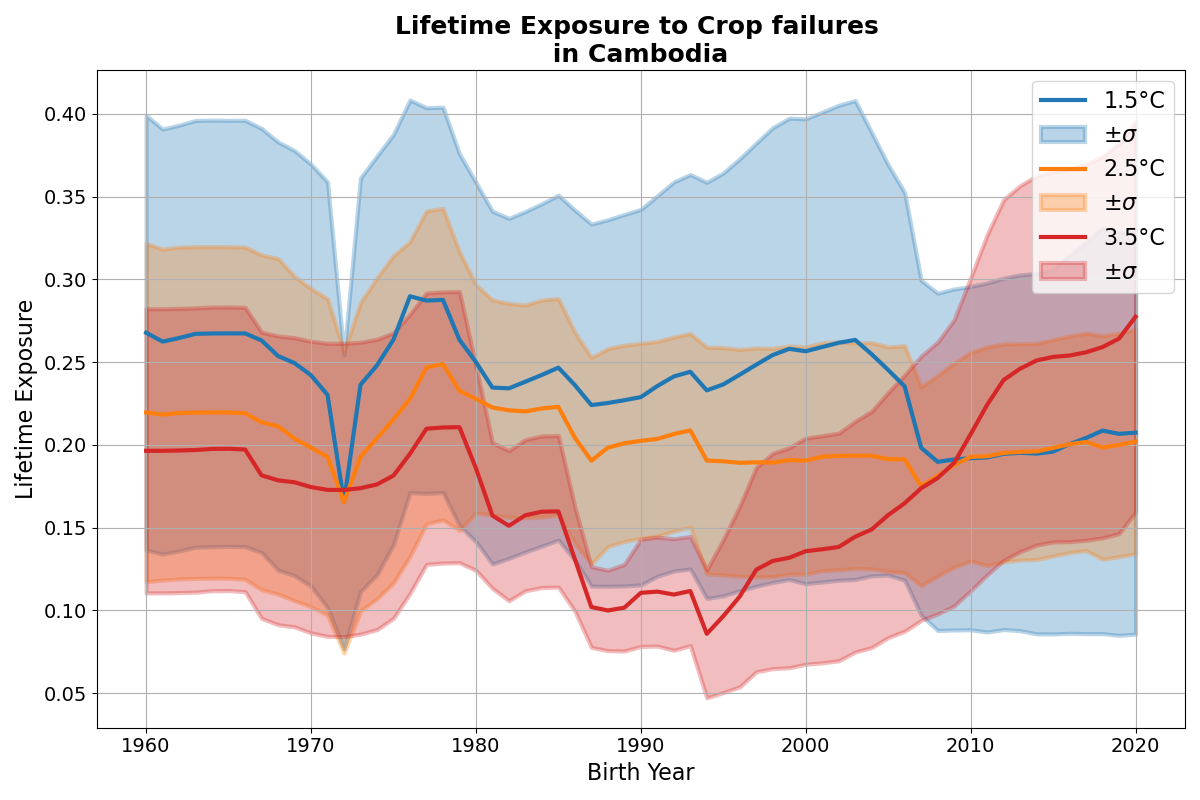 Lifetime Exposure to Crop failures
in Cambodia
Lifetime Exposure
0.40
0.35
0.30
0.25
0.20
0.15
0.10
0.05
1.5°C
±σ
2.5°C
±σ
3.5°C
±σ
1960 1970 1980 1990 2000 2010 2020
Birth Year